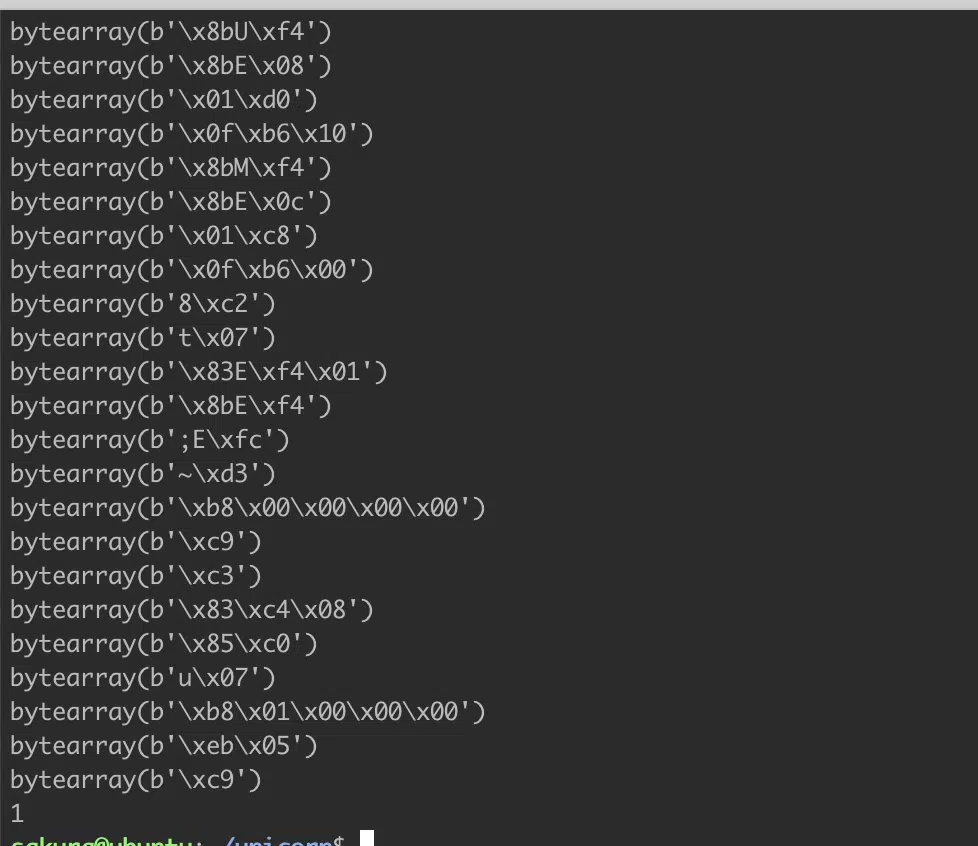 bytearray(b'\x8bU\xf4')
bytearray(b'\x8bE\x08')
bytearray(b'\x01\xd0')
bytearray(b'\x0f\xb6\x10')
bytearray(b'\x8bM\xf4')
bytearray(b'\x8bE\x0c')
bytearray(b'\x01\xc8')
bytearray(b'\x0f\xb6\x00')
bytearray(b'8\xc2')
bytearray(b't\x07')
bytearray(b'\x83E\xf4\x01')
bytearray(b'\x8bE\xf4')
bytearray(b';E\xfc')
bytearray(b'~\xd3')
bytearray(b'\xb8\x00\x00\x00\x00')
bytearray(b'\xc9')
bytearray(b'\xc3')
bytearray(b'\x83\xc4\x08')
bytearray(b'\x85\xc0')
bytearray(b'u\x07')
bytearray(b'\xb8\x01\x00\x00\x00')
bytearray(b'\xeb\x05')
bytearray(b'\xc9')
1
sakura@ubuntu:~/unicorn$